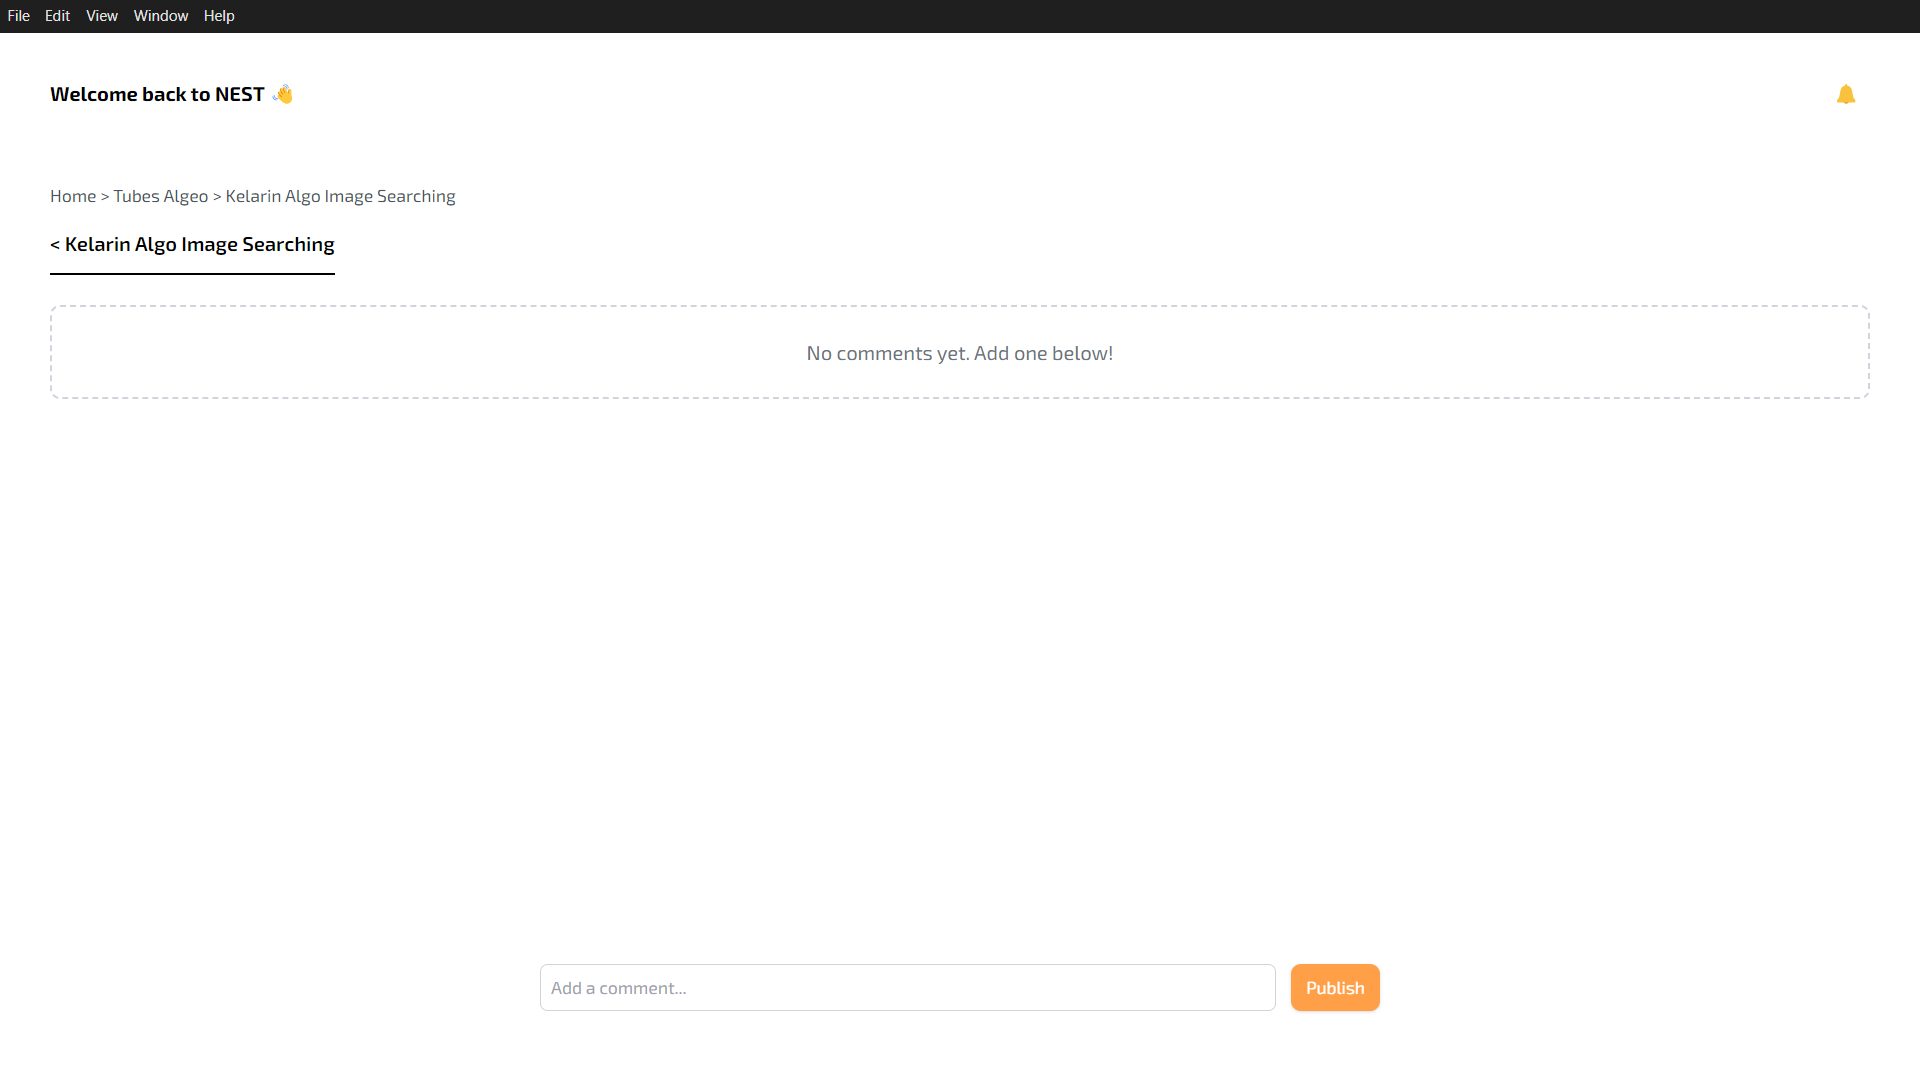 File Edit View Window Help
Welcome back to NEST 👋
Home > Tubes Algeo > Kelarin Algo Image Searching
< Kelarin Algo Image Searching
No comments yet. Add one below!
Add a comment...
Publish